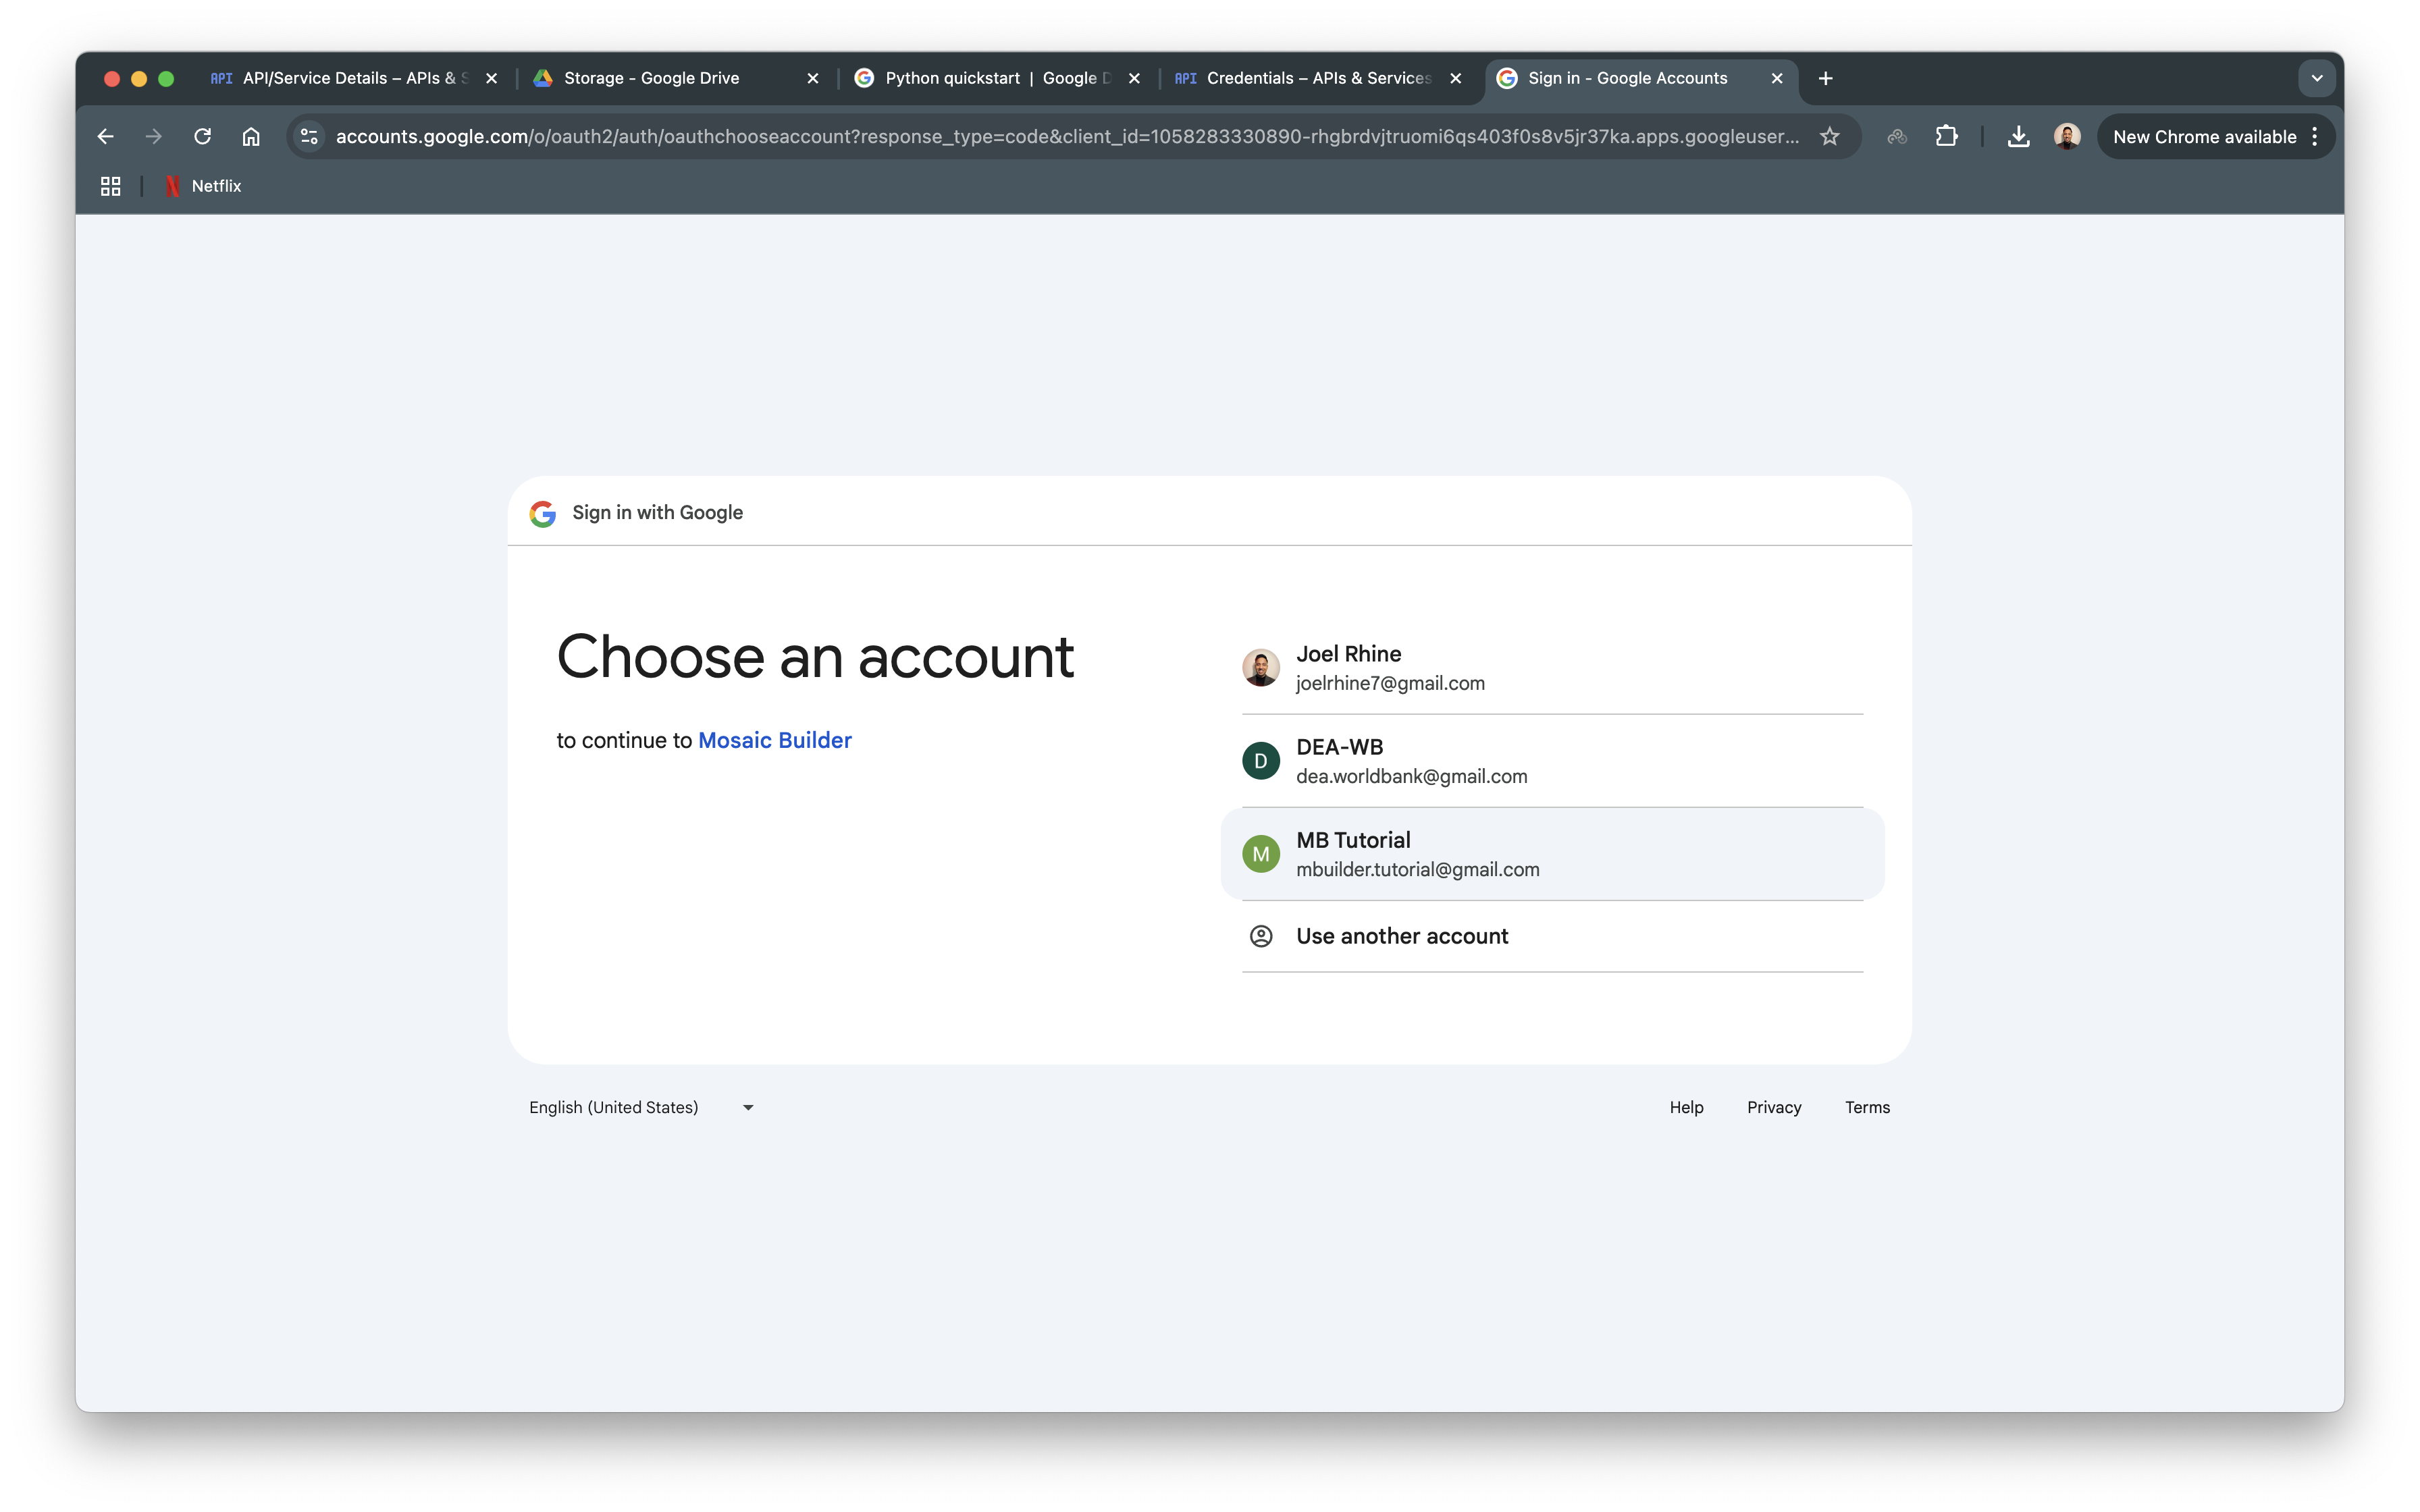 API API/Service Details – APIs & S
Storage - Google Drive
Python quickstart | Google D
API Credentials – APIs & Services
Sign in - Google Accounts
accounts.google.com/o/oauth2/auth/oauthchooseaccount?response_type=code&client_id=1058283330890-rhgbrdvjtruomi6qs403f0s8v5jr37ka.apps.googleuser...
New Chrome available
Netflix
Sign in with Google
Choose an account
to continue to Mosaic Builder
Joel Rhine
joelrhine7@gmail.com
D
DEA-WB
dea.worldbank@gmail.com
M
MB Tutorial
mbuilder.tutorial@gmail.com
Use another account
English (United States)
Help
Privacy
Terms